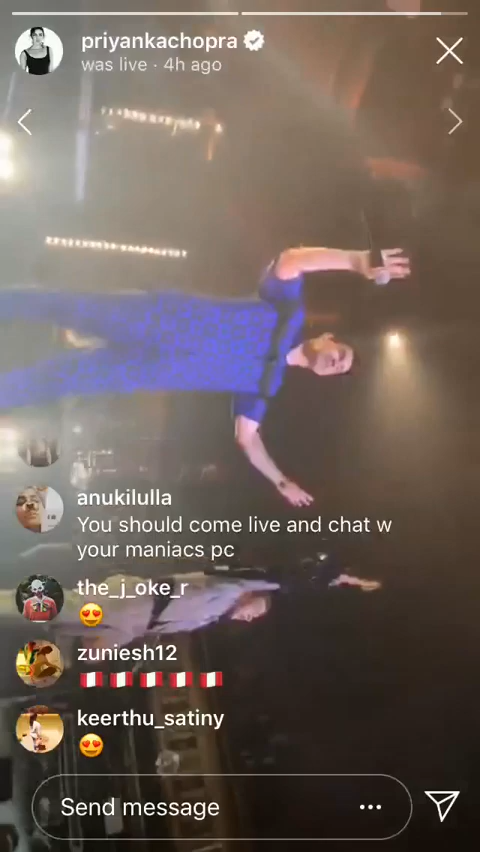 priyankachopra
was live · 4h ago
anukilulla
You should come live and chat w
your maniacs pc
the_j_oke_r
😍
zuniesh12
🇵🇪 🇵🇪 🇵🇪 🇵🇪 🇵🇪
keerthu_satiny
😍
Send message